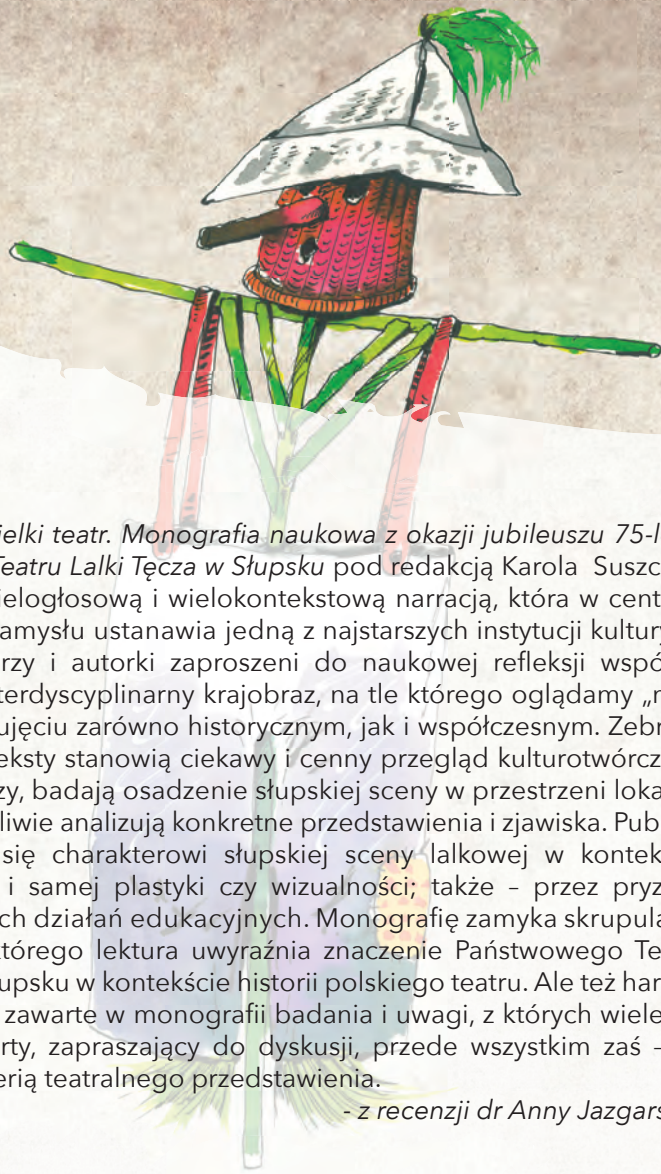 ielki teatr. Monografia naukowa z okazji jubileuszu 75-l
Teatru Lalki Tęcza w Słupsku pod redakcją Karola Suszc
ielogłosową i wielokontekstową narracją, która w cent
amysłu ustanawia jedną z najstarszych instytucji kultury
rzy i autorki zaproszeni do naukowej refleksji wspó
terdyscyplinarny krajobraz, na tle którego oglądamy „m
ujęciu zarówno historycznym, jak i współczesnym. Zebr
eksty stanowią ciekawy i cenny przegląd kulturotwórcz
zy, badają osadzenie słupskiej sceny w przestrzeni loka
liwie analizują konkretne przedstawienia i zjawiska. Pub
się charakterowi słupskiej sceny lalkowej w kontek
i samej plastyki czy wizualności; także – przez pryz
ch działań edukacyjnych. Monografię zamyka skrupula
którego lektura uwyraźnia znaczenie Państwowego Te
upsku w kontekście historii polskiego teatru. Ale też har
zawarte w monografii badania i uwagi, z których wiele
rty, zapraszający do dyskusji, przede wszystkim zaś –
erią teatralnego przedstawienia.
- z recenzji dr Anny Jazgars